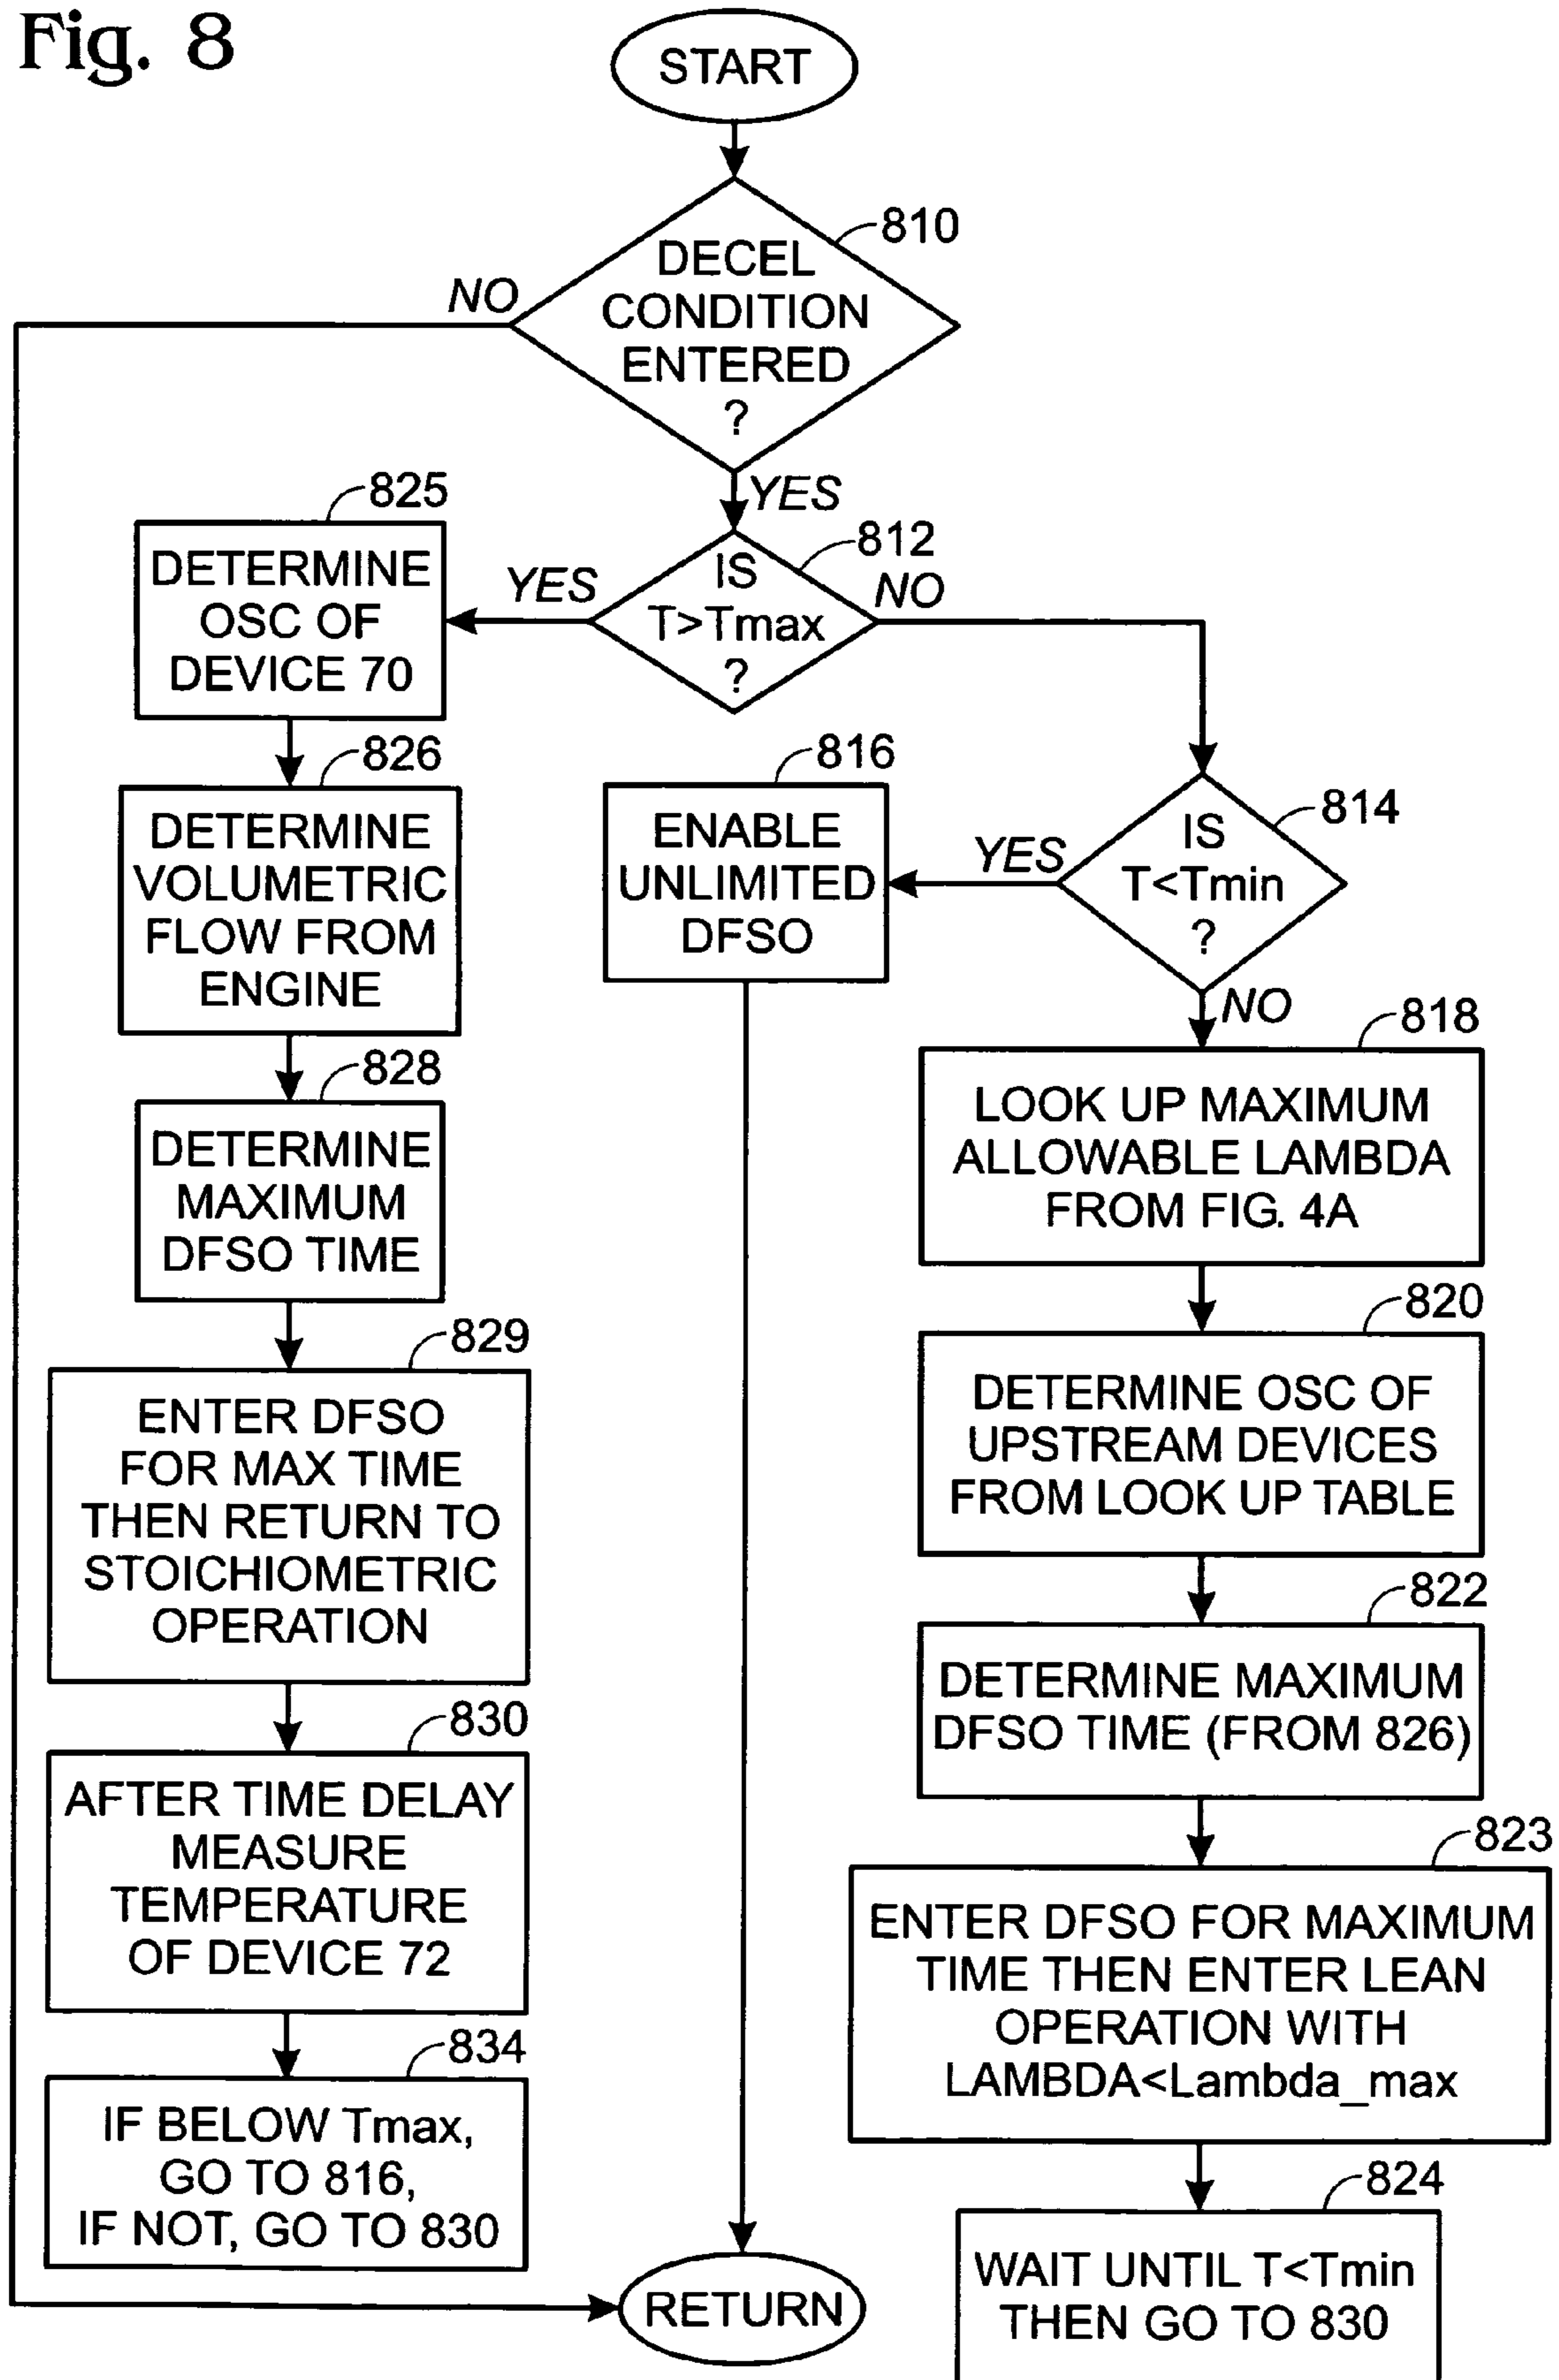 Fig. 8
START
810
DECEL
CONDITION
ENTERED
?
NO
YES
812
IS
T>Tmax
?
YES
NO
825
DETERMINE
OSC OF
DEVICE 70
826
DETERMINE
VOLUMETRIC
FLOW FROM
ENGINE
828
DETERMINE
MAXIMUM
DFSO TIME
829
ENTER DFSO
FOR MAX TIME
THEN RETURN TO
STOICHIOMETRIC
OPERATION
830
AFTER TIME DELAY
MEASURE
TEMPERATURE
OF DEVICE 72
834
IF BELOW Tmax,
GO TO 816,
IF NOT, GO TO 830
816
ENABLE
UNLIMITED
DFSO
814
IS
T<Tmin
?
YES
NO
818
LOOK UP MAXIMUM
ALLOWABLE LAMBDA
FROM FIG. 4A
820
DETERMINE OSC OF
UPSTREAM DEVICES
FROM LOOK UP TABLE
822
DETERMINE MAXIMUM
DFSO TIME (FROM 826)
823
ENTER DFSO FOR MAXIMUM
TIME THEN ENTER LEAN
OPERATION WITH
LAMBDA<Lambda_max
824
WAIT UNTIL T<Tmin
THEN GO TO 830
RETURN